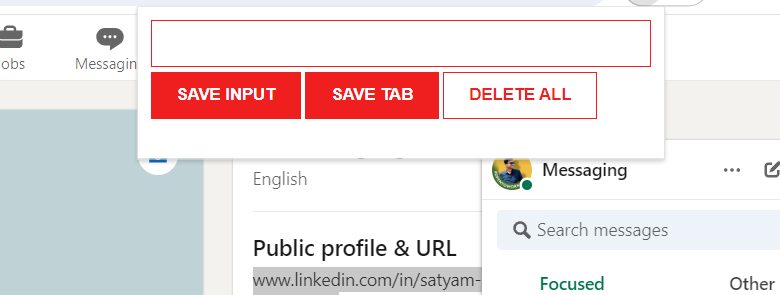 obs
Messaging
SAVE INPUT SAVE TAB DELETE ALL
English
Messaging
Public profile & URL
Search messages
www.linkedin.com/in/satyam-
Focused Other